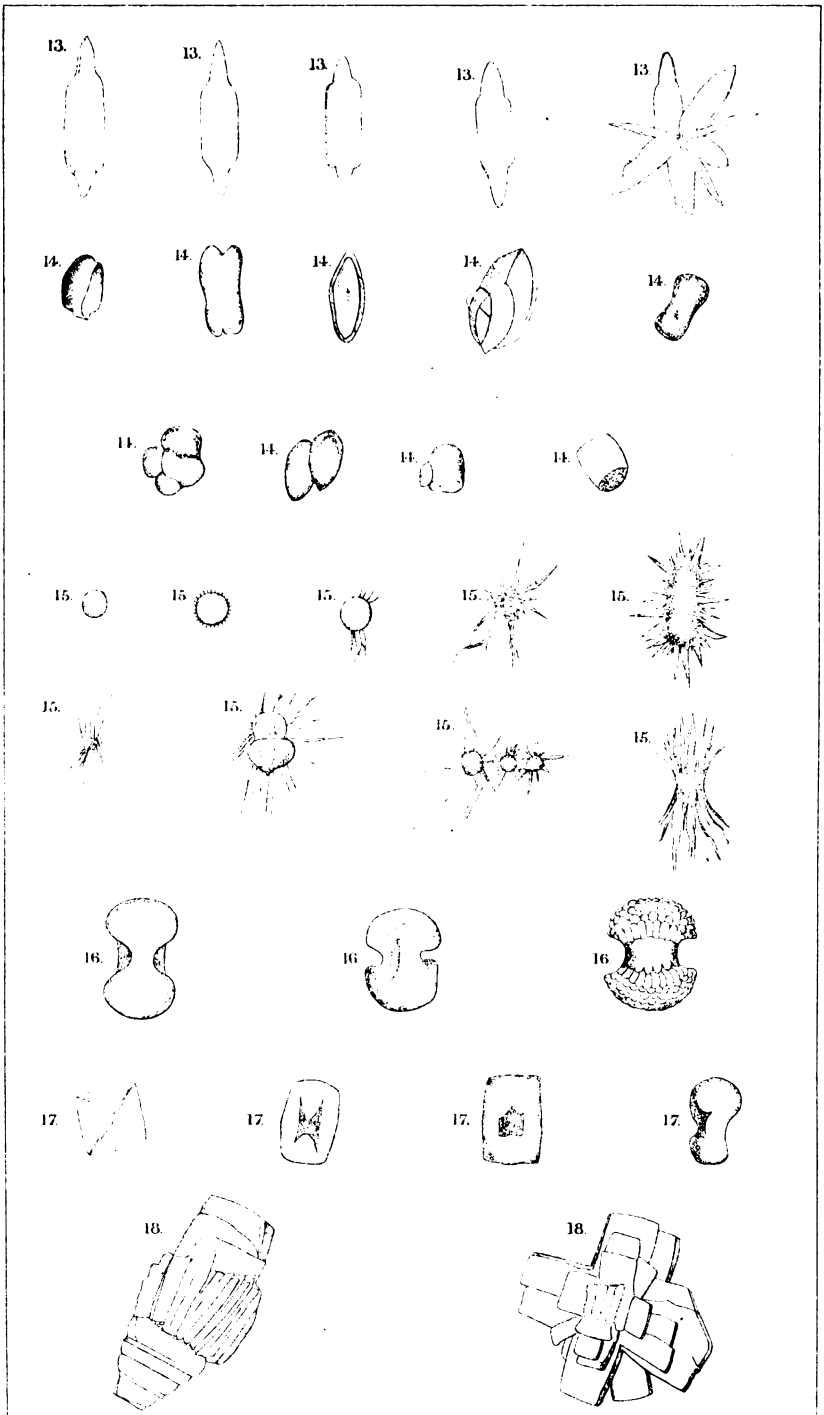 13. 13. 13. 13. 13.
14. 14. 14. 14. 14.
14. 14. 14. 14.
15. 15 15. 15. 15.
15. 15. 15. 15.
16. 16 16
17. 17. 17. 17.
18. 18.